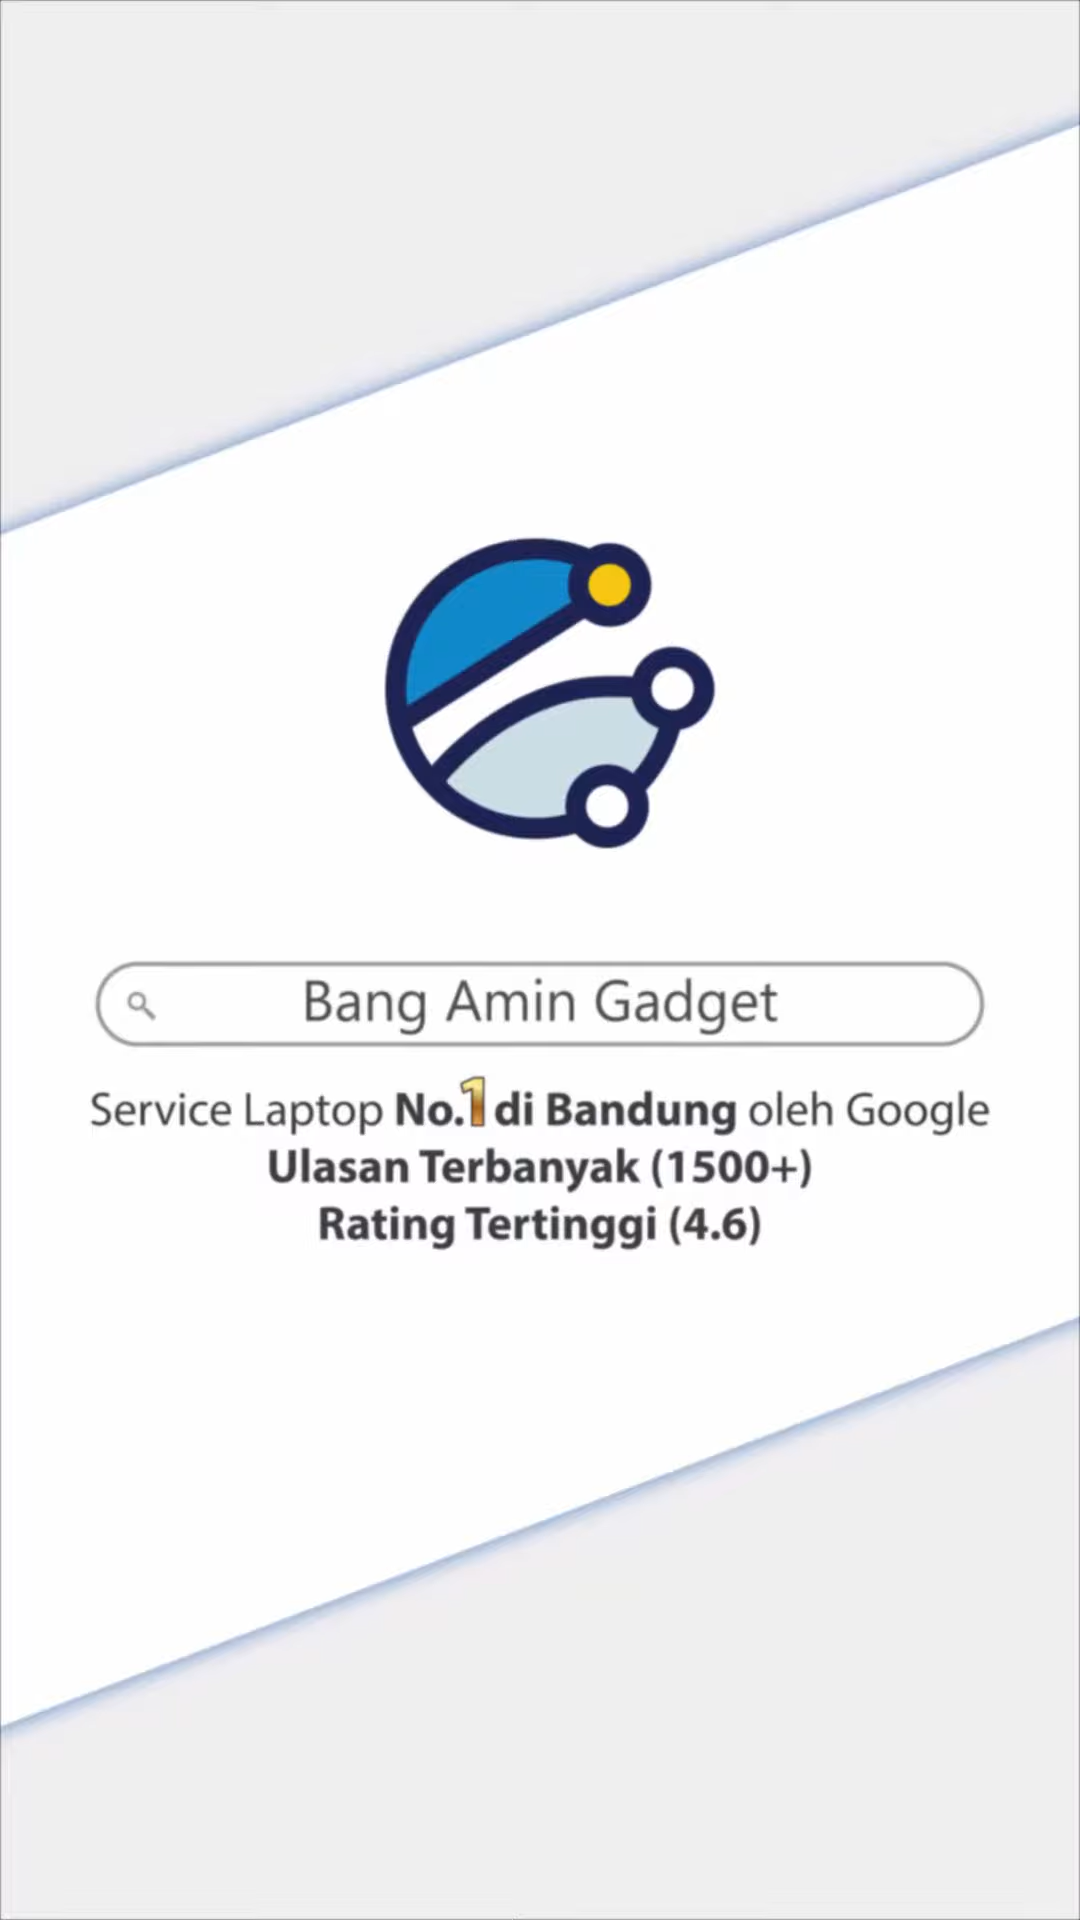 Bang Amin Gadget
Service Laptop No.1 di Bandung oleh Google
Ulasan Terbanyak (1500+)
Rating Tertinggi (4.6)